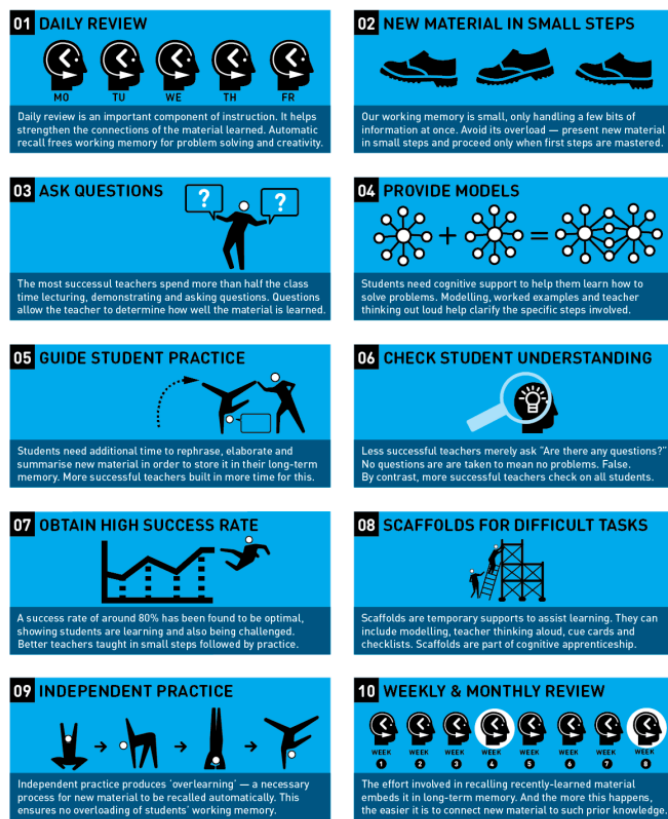 01 DAILY REVIEW
MO TU WE TH FR
Daily review is an important component of instruction. It helps
strengthen the connections of the material learned. Automatic
recall frees working memory for problem solving and creativity.
02 NEW MATERIAL IN SMALL STEPS
Our working memory is small, only handling a few bits of
information at once. Avoid its overload — present new material
in small steps and proceed only when first steps are mastered.
03 ASK QUESTIONS
? ?
The most successul teachers spend more than half the class
time lecturing, demonstrating and asking questions. Questions
allow the teacher to determine how well the material is learned.
04 PROVIDE MODELS
+ =
Students need cognitive support to help them learn how to
solve problems. Modelling, worked examples and teacher
thinking out loud help clarify the specific steps involved.
05 GUIDE STUDENT PRACTICE
Students need additional time to rephrase, elaborate and
summarise new material in order to store it in their long-term
memory. More successful teachers built in more time for this.
06 CHECK STUDENT UNDERSTANDING
Less successful teachers merely ask “Are there any questions?”
No questions are are taken to mean no problems. False.
By contrast, more successful teachers check on all students.
07 OBTAIN HIGH SUCCESS RATE
A success rate of around 80% has been found to be optimal,
showing students are learning and also being challenged.
Better teachers taught in small steps followed by practice.
08 SCAFFOLDS FOR DIFFICULT TASKS
Scaffolds are temporary supports to assist learning. They can
include modelling, teacher thinking aloud, cue cards and
checklists. Scaffolds are part of cognitive apprenticeship.
09 INDEPENDENT PRACTICE
Independent practice produces ‘overlearning’ — a necessary
process for new material to be recalled automatically. This
ensures no overloading of students’ working memory.
10 WEEKLY & MONTHLY REVIEW
WEEK WEEK WEEK WEEK WEEK WEEK WEEK WEEK
1 2 3 4 5 6 7 8
The effort involved in recalling recently-learned material
embeds it in long-term memory. And the more this happens,
the easier it is to connect new material to such prior knowledge.